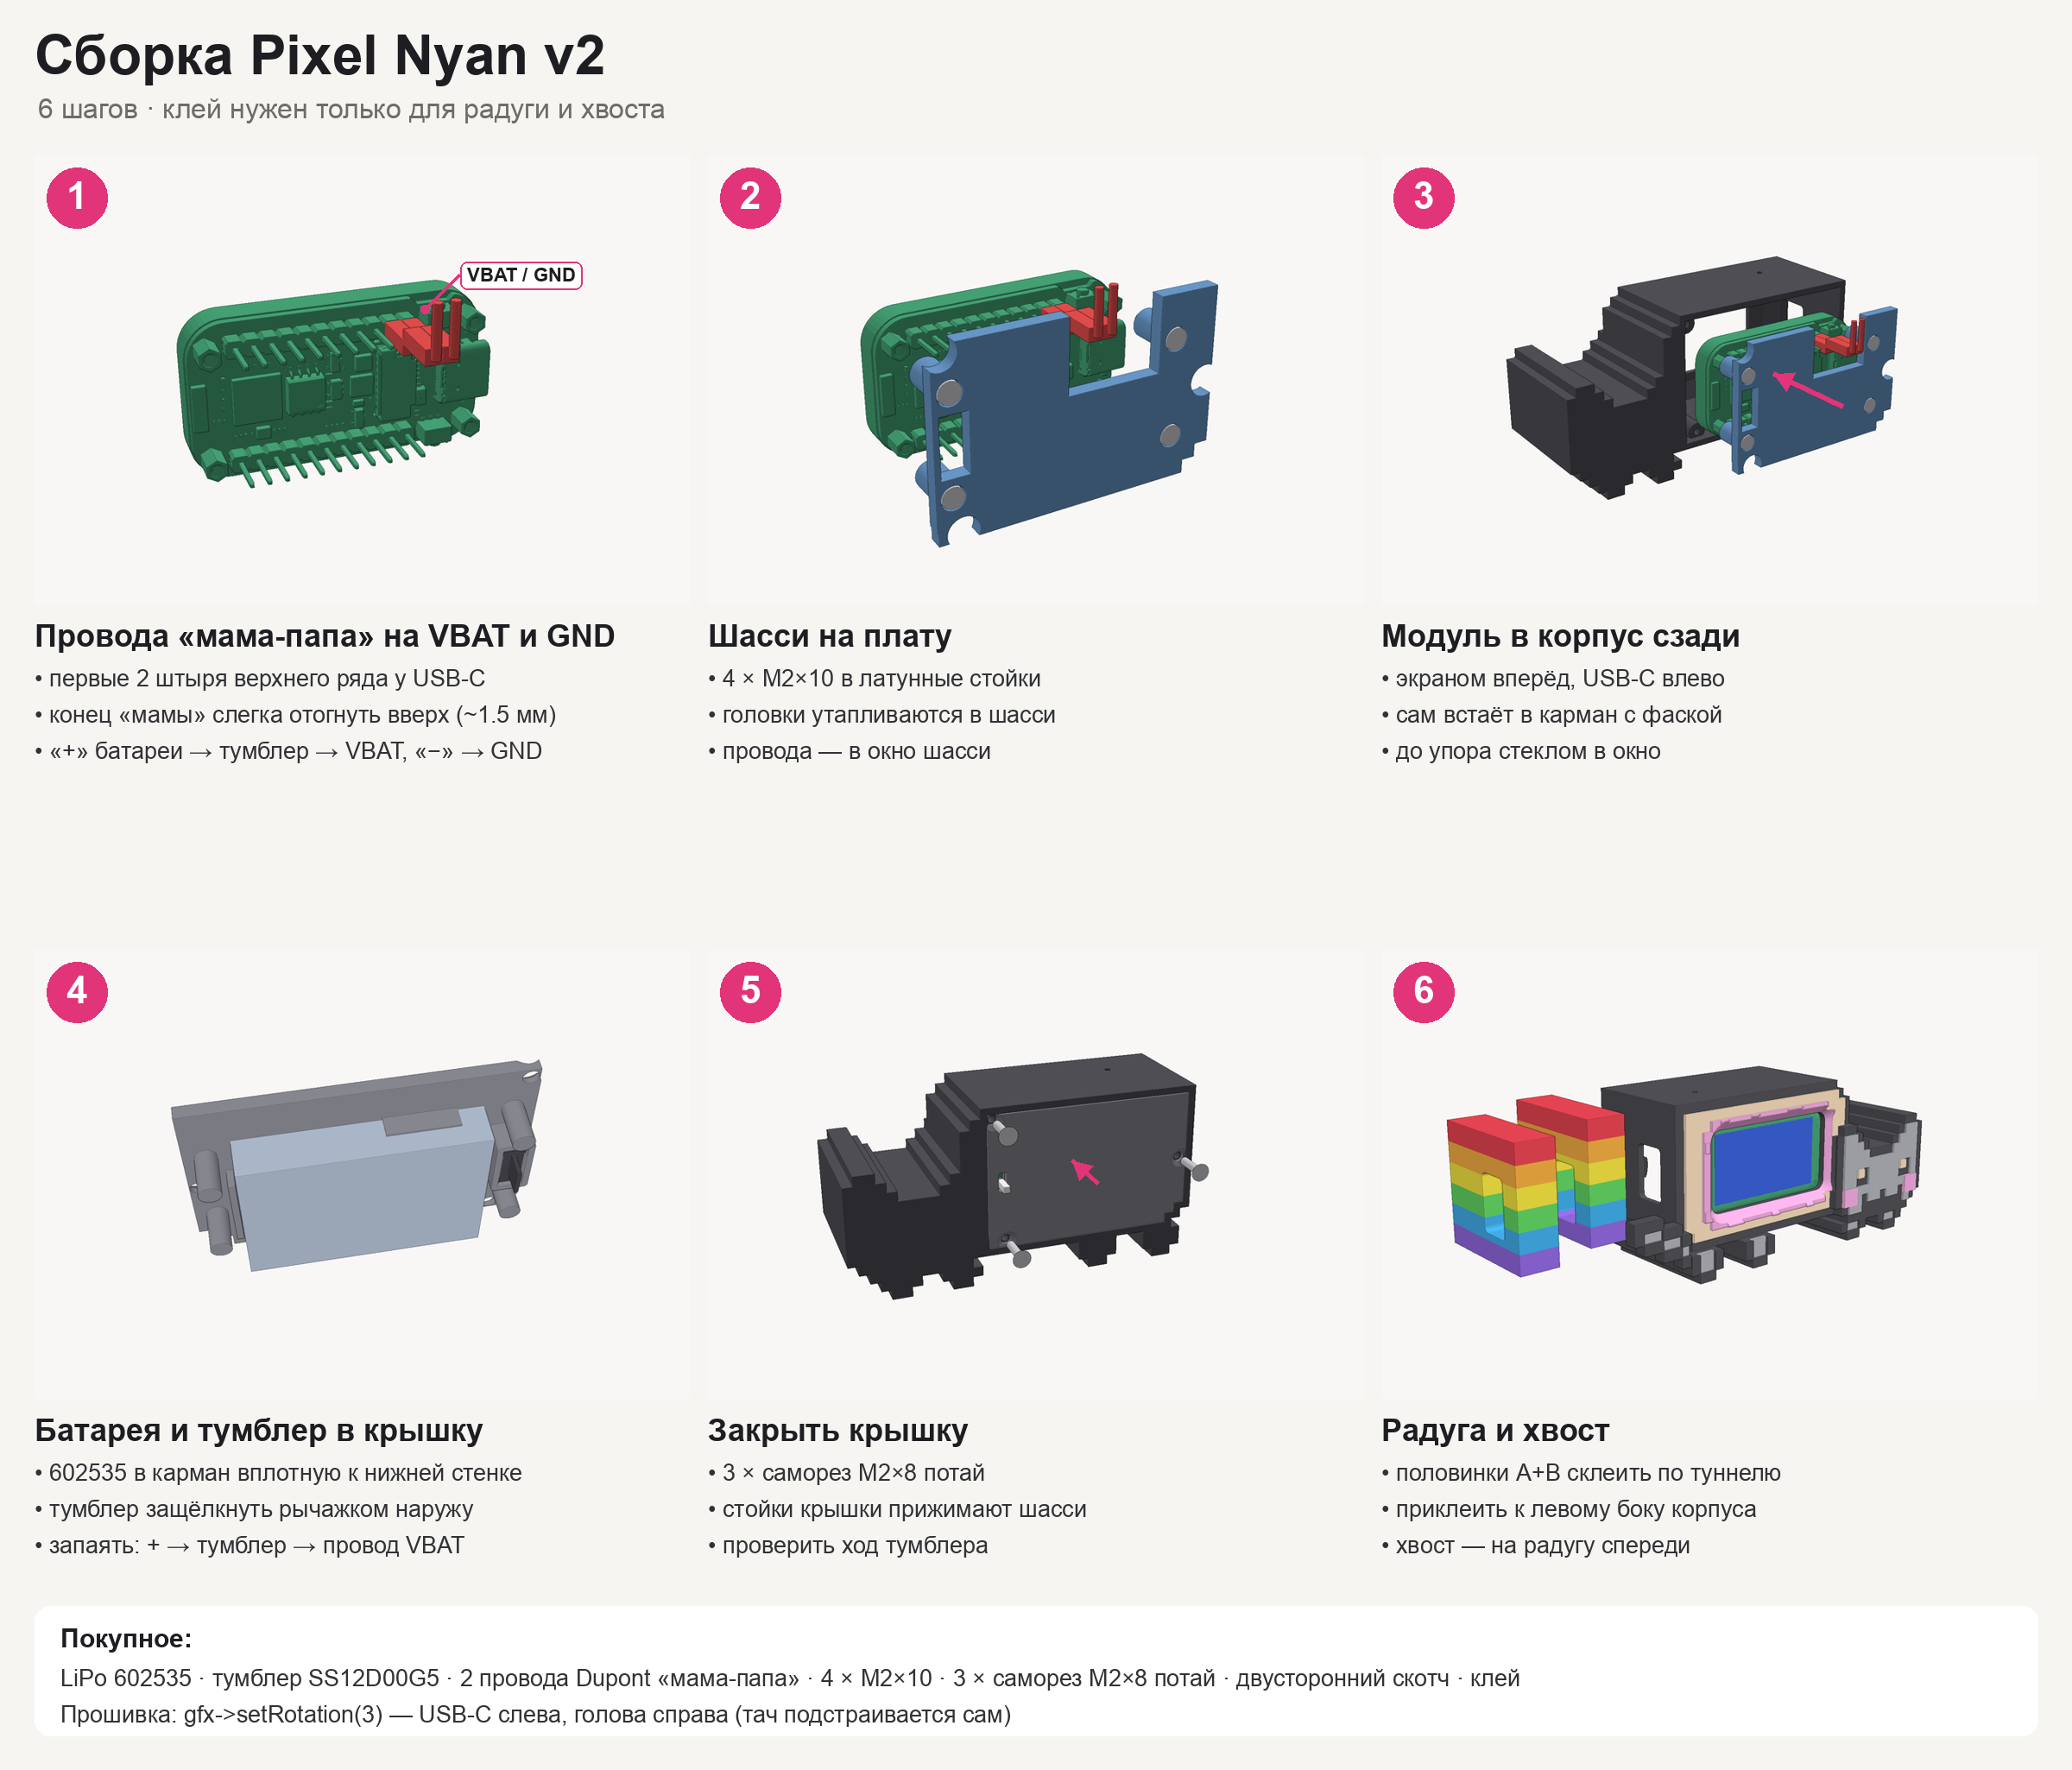 Сборка Pixel Nyan v2
6 шагов · клей нужен только для радуги и хвоста
1
VBAT / GND
Провода «мама-папа» на VBAT и GND
• первые 2 штыря верхнего ряда у USB-C
• конец «мамы» слегка отогнуть вверх (~1.5 мм)
• «+» батареи → тумблер → VBAT, «−» → GND
2
Шасси на плату
• 4 × M2×10 в латунные стойки
• головки утапливаются в шасси
• провода — в окно шасси
3
Модуль в корпус сзади
• экраном вперёд, USB-C влево
• сам встаёт в карман с фаской
• до упора стеклом в окно
4
Батарея и тумблер в крышку
• 602535 в карман вплотную к нижней стенке
• тумблер защёлкнуть рычажком наружу
• запаять: + → тумблер → провод VBAT
5
Закрыть крышку
• 3 × саморез M2×8 потай
• стойки крышки прижимают шасси
• проверить ход тумблера
6
Радуга и хвост
• половинки A+B склеить по туннелю
• приклеить к левому боку корпуса
• хвост — на радугу спереди
Покупное:
LiPo 602535 · тумблер SS12D00G5 · 2 провода Dupont «мама-папа» · 4 × M2×10 · 3 × саморез M2×8 потай · двусторонний скотч · клей
Прошивка: gfx->setRotation(3) — USB-C слева, голова справа (тач подстраивается сам)